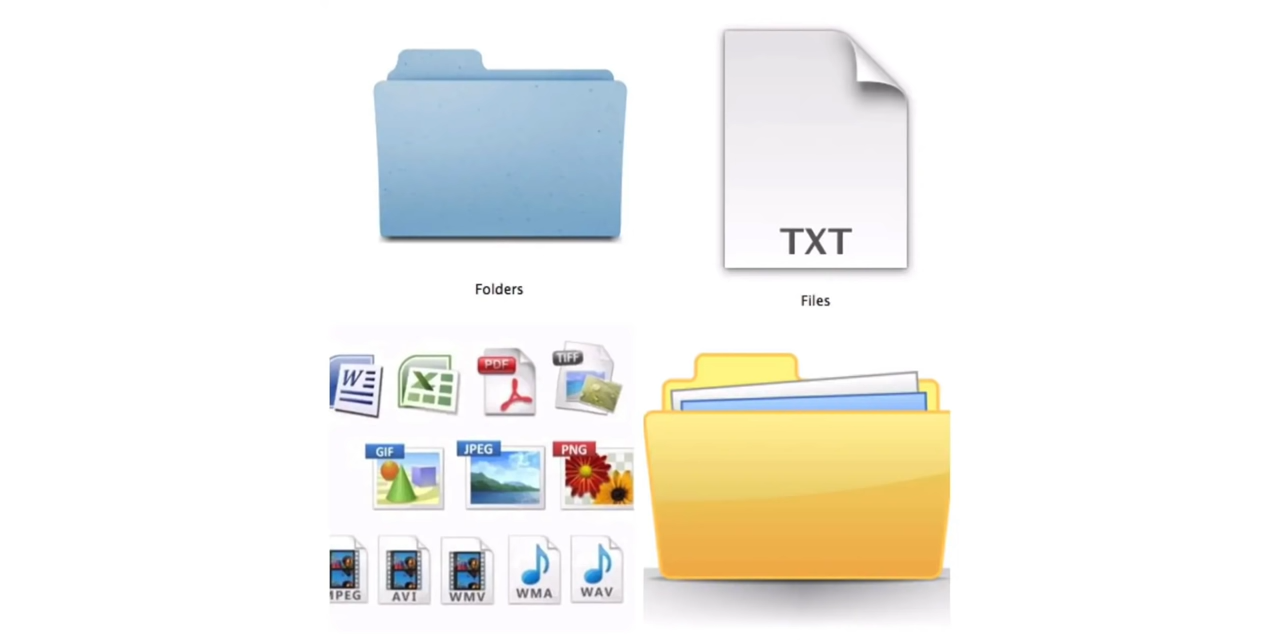 TXT
Folders
Files
W
X
PDF
TIFF
GIF
JPEG
PNG
MPEG
AVI
WMV
WMA
WAV